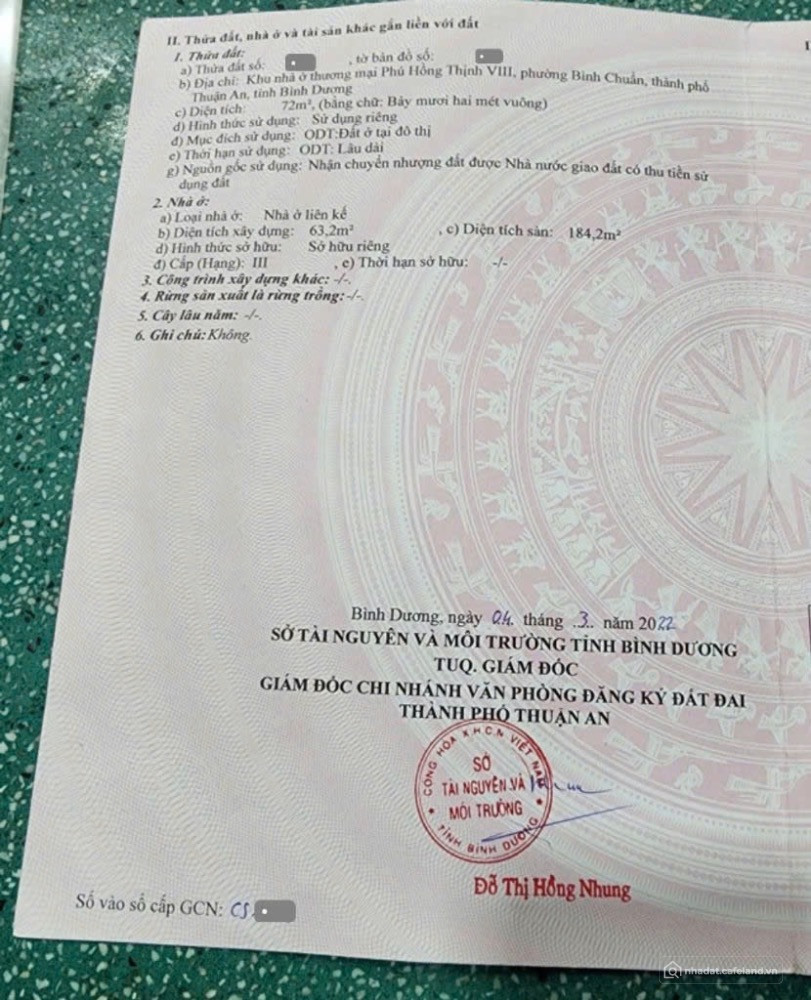 II. Thửa đất, nhà ở và tài sản khác gắn liền với đất
1. Thửa đất:
a) Thửa đất số: , tờ bản đồ số:
b) Địa chỉ: Khu nhà ở thương mại Phú Hồng Thịnh VIII, phường Bình Chuẩn, thành phố
Thuận An, tỉnh Bình Dương
c) Diện tích: 72m², (bằng chữ: Bảy mươi hai mét vuông)
d) Hình thức sử dụng: Sử dụng riêng
đ) Mục đích sử dụng: ODT:Đất ở tại đô thị
e) Thời hạn sử dụng: ODT: Lâu dài
g) Nguồn gốc sử dụng: Nhận chuyển nhượng đất được Nhà nước giao đất có thu tiền sử
dụng đất
2. Nhà ở:
a) Loại nhà ở: Nhà ở liên kế
b) Diện tích xây dựng: 63,2m² , c) Diện tích sàn: 184,2m²
d) Hình thức sở hữu: Sở hữu riêng
đ) Cấp (Hạng): III , e) Thời hạn sở hữu: -/-
3. Công trình xây dựng khác: -/-.
4. Rừng sản xuất là rừng trồng: -/-.
5. Cây lâu năm: -/-.
6. Ghi chú: Không.
Bình Dương, ngày 04. tháng .3.. năm 2022
SỞ TÀI NGUYÊN VÀ MÔI TRƯỜNG TỈNH BÌNH DƯƠNG
TUQ. GIÁM ĐỐC
GIÁM ĐỐC CHI NHÁNH VĂN PHÒNG ĐĂNG KÝ ĐẤT ĐAI
THÀNH PHỐ THUẬN AN
CỘNG HÒA X.H.C.N VIỆT NAM
SỞ
TÀI NGUYÊN VÀ
MÔI TRƯỜNG
TỈNH BÌNH DƯƠNG
Đỗ Thị Hồng Nhung
Số vào sổ cấp GCN: CS
nhadat.cafeland.vn